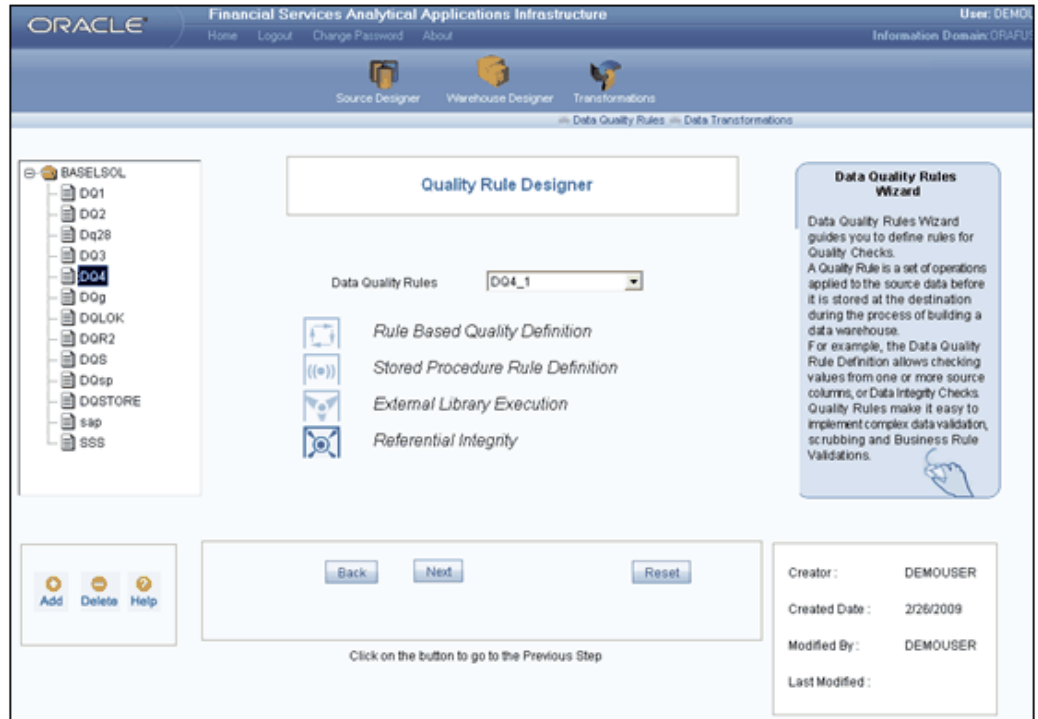 ORACLE
Financial Services Analytical Applications Infrastructure
User: DEMOU
Home Logout Change Password About
Information Domain:ORAFUS
Source Designer Warehouse Designer Transformations
Data Quality Rules Data Transformations
BASELSOL
DQ1
DQ2
Dq28
DQ3
DQ4
DQg
DQLOK
DQR2
DQS
DQsp
DQSTORE
sap
SSS
Quality Rule Designer
Data Quality Rules DQ4_1
Rule Based Quality Definition
Stored Procedure Rule Definition
External Library Execution
Referential Integrity
Data Quality Rules
Wizard
Data Quality Rules Wizard
guides you to define rules for
Quality Checks.
A Quality Rule is a set of operations
applied to the source data before
it is stored at the destination
during the process of building a
data warehouse.
For example, the Data Quality
Rule Definition allows checking
values from one or more source
columns, or Data Integrity Checks.
Quality Rules make it easy to
implement complex data validation,
scrubbing and Business Rule
Validations.
Add Delete Help
Back Next Reset
Click on the button to go to the Previous Step
Creator : DEMOUSER
Created Date : 2/26/2009
Modified By : DEMOUSER
Last Modified :